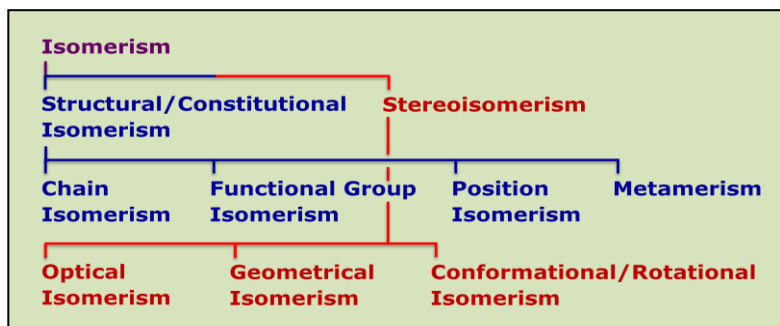 Isomerism
Structural/Constitutional Stereoisomerism
Isomerism
Chain Functional Group Position Metamerism
Isomerism Isomerism Isomerism
Optical Geometrical Conformational/Rotational
Isomerism Isomerism Isomerism